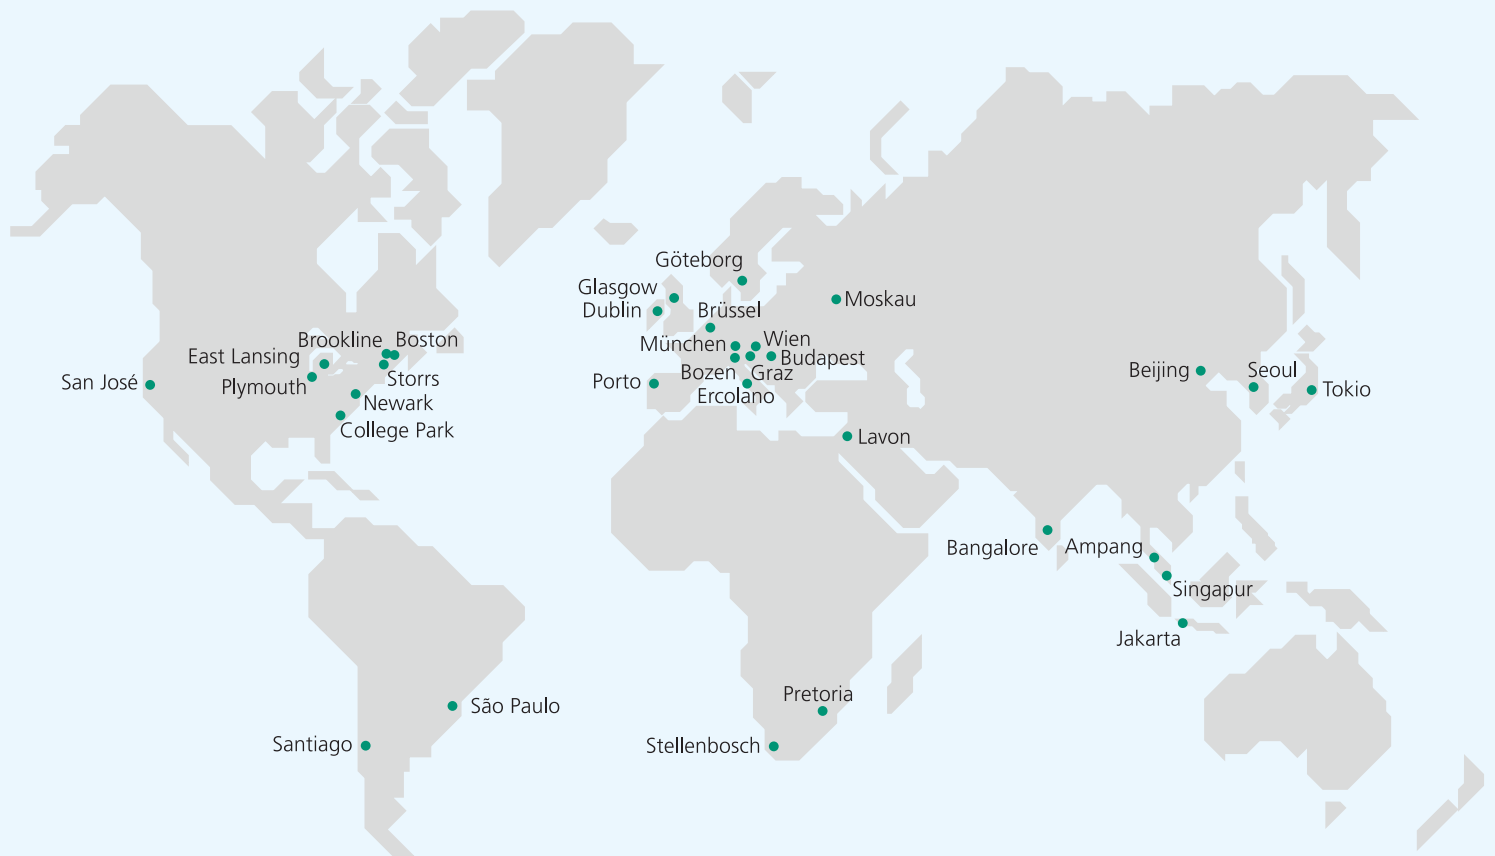 Göteborg
Glasgow
Moskau
Dublin
Brüssel
Brookline
Boston
Wien
München
East Lansing
Budapest
Beijing
Seoul
Bozen
Graz
San José
Plymouth
Storrs
Porto
Tokio
Ercolano
Newark
College Park
Lavon
Bangalore
Ampang
Singapur
Jakarta
Pretoria
São Paulo
Santiago
Stellenbosch